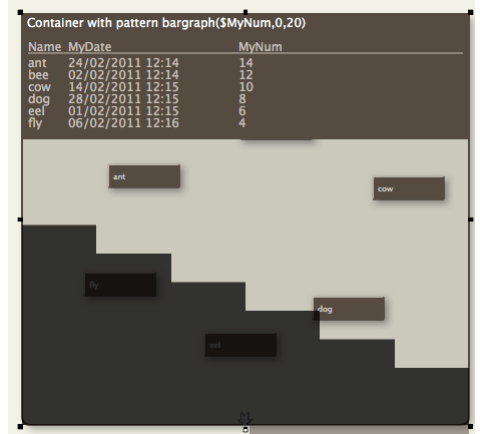 Container with pattern bargraph($MyNum,0,20)
Name MyDate MyNum
ant 24/02/2011 12:14 14
bee 02/02/2011 12:14 12
cow 14/02/2011 12:15 10
dog 28/02/2011 12:15 8
eel 01/02/2011 12:15 6
fly 06/02/2011 12:16 4
ant
cow
fly
dog
eel